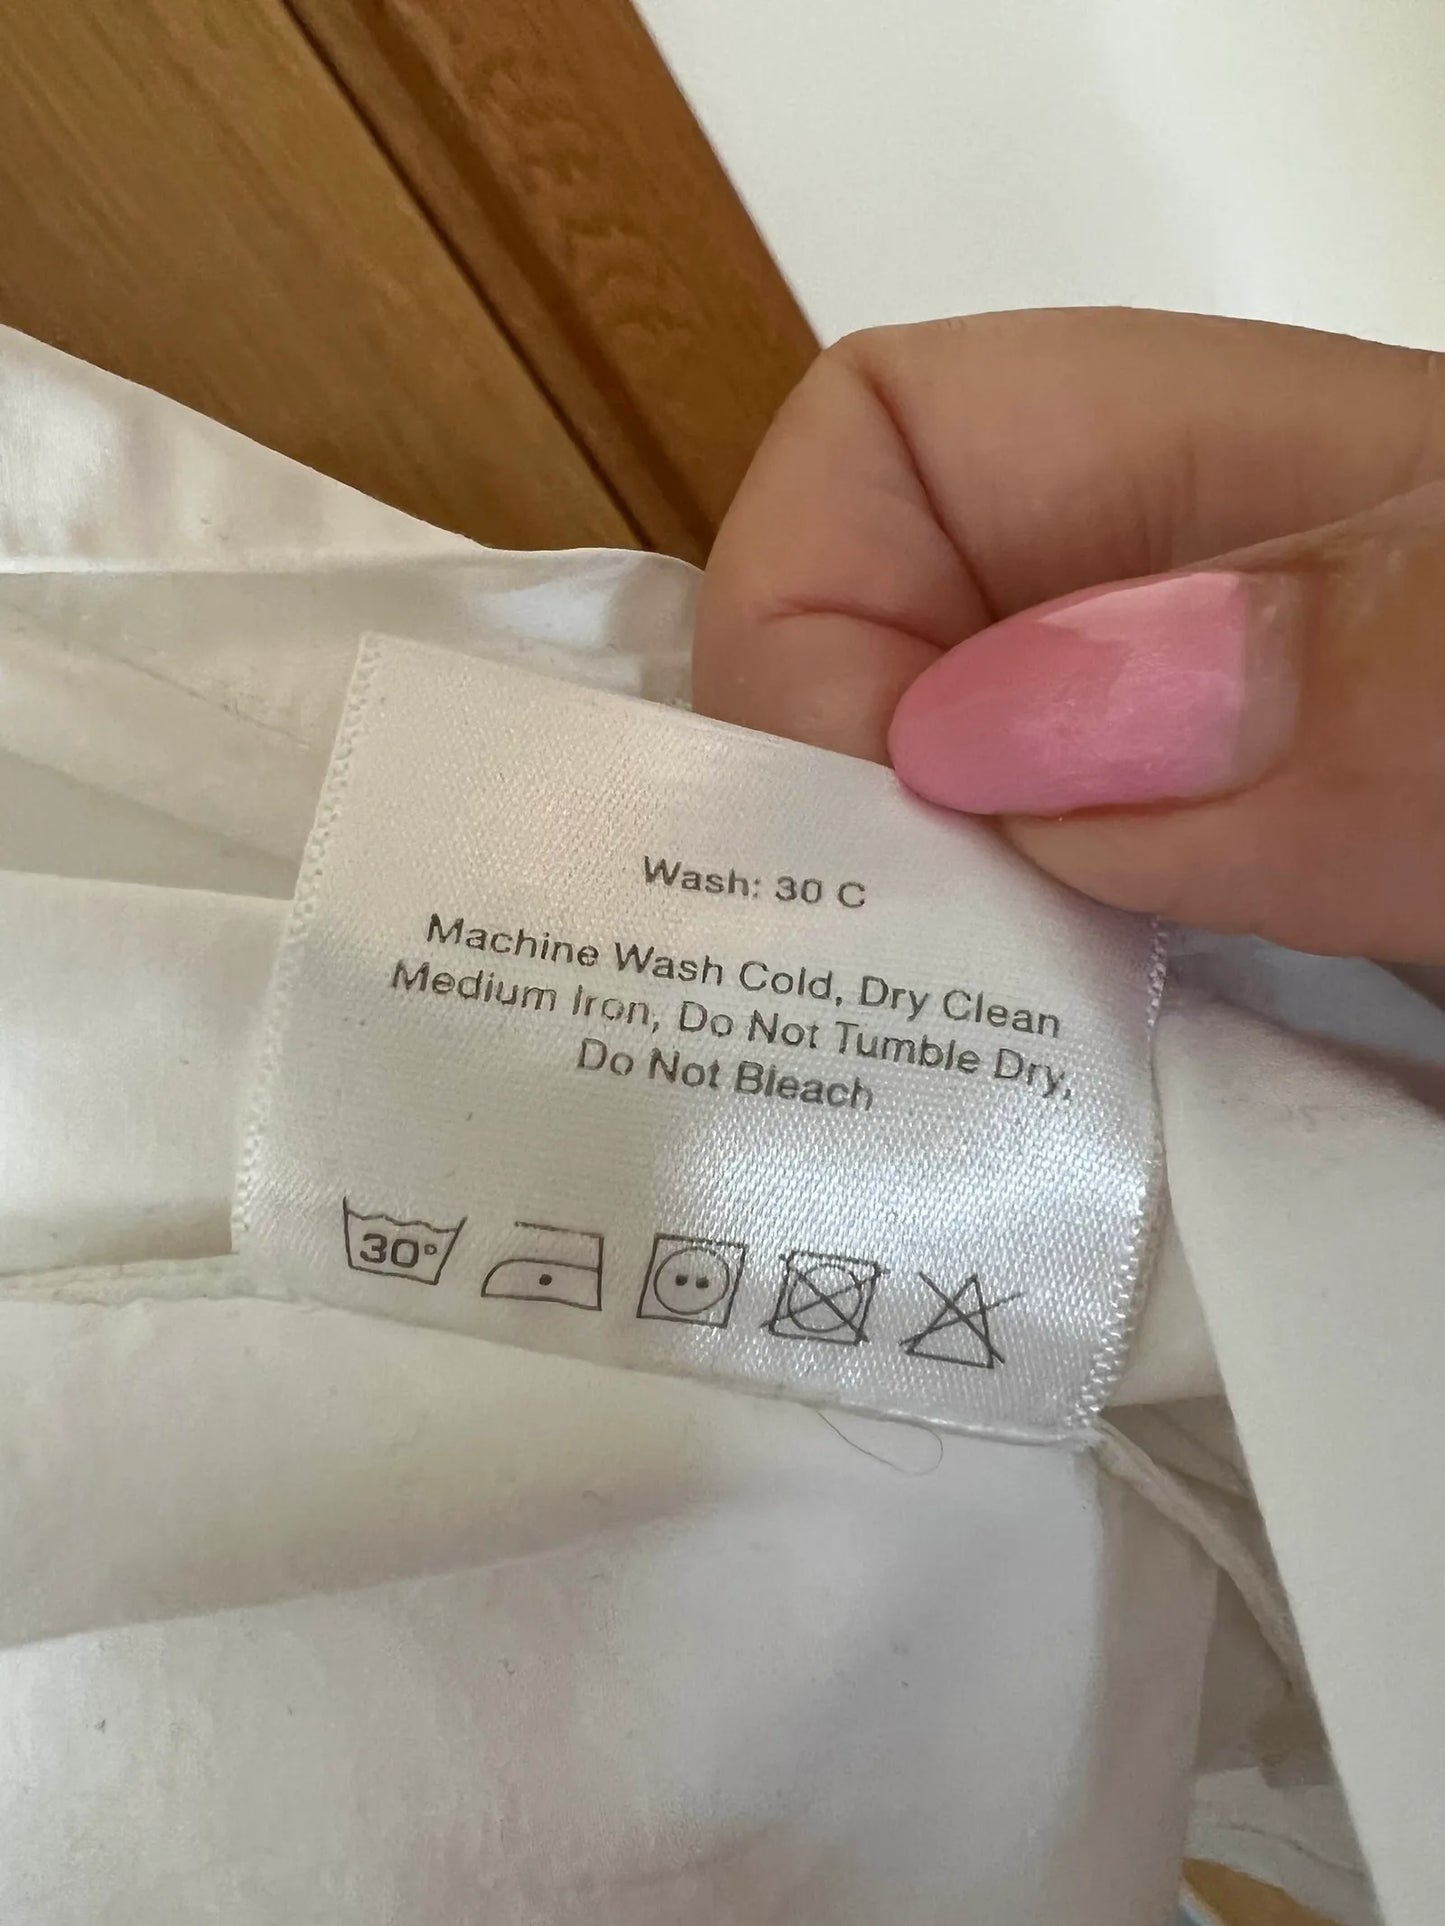 Wash: 30 C
Machine Wash Cold, Dry Clean
Medium Iron, Do Not Tumble Dry,
Do Not Bleach
30°